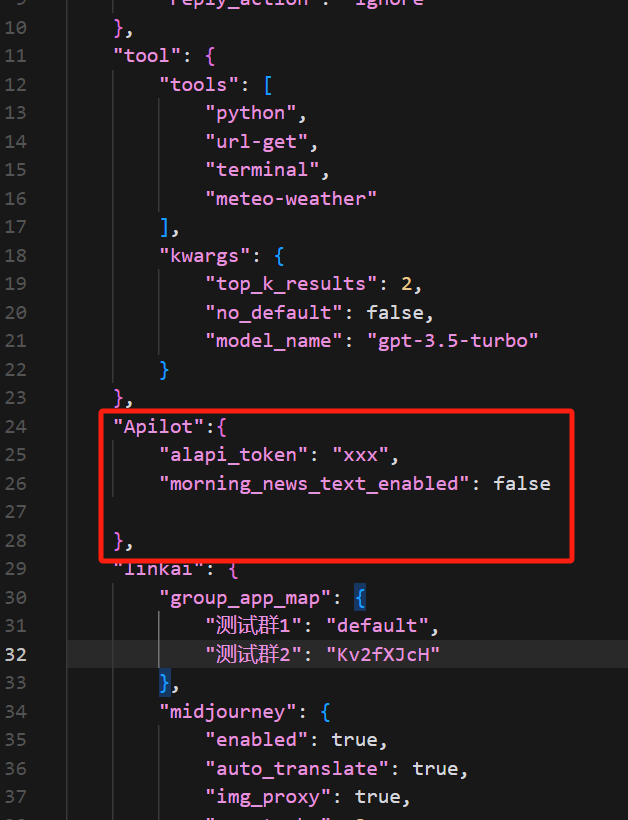 9 "reply_action": "ignore"
10 },
11 "tool": {
12 "tools": [
13 "python",
14 "url-get",
15 "terminal",
16 "meteo-weather"
17 ],
18 "kwargs": {
19 "top_k_results": 2,
20 "no_default": false,
21 "model_name": "gpt-3.5-turbo"
22 }
23 },
24 "Apilot":{
25 "alapi_token": "xxx",
26 "morning_news_text_enabled": false
27
28 },
29 "linkai": {
30 "group_app_map": {
31 "测试群1": "default",
32 "测试群2": "Kv2fXJcH"
33 },
34 "midjourney": {
35 "enabled": true,
36 "auto_translate": true,
37 "img_proxy": true,